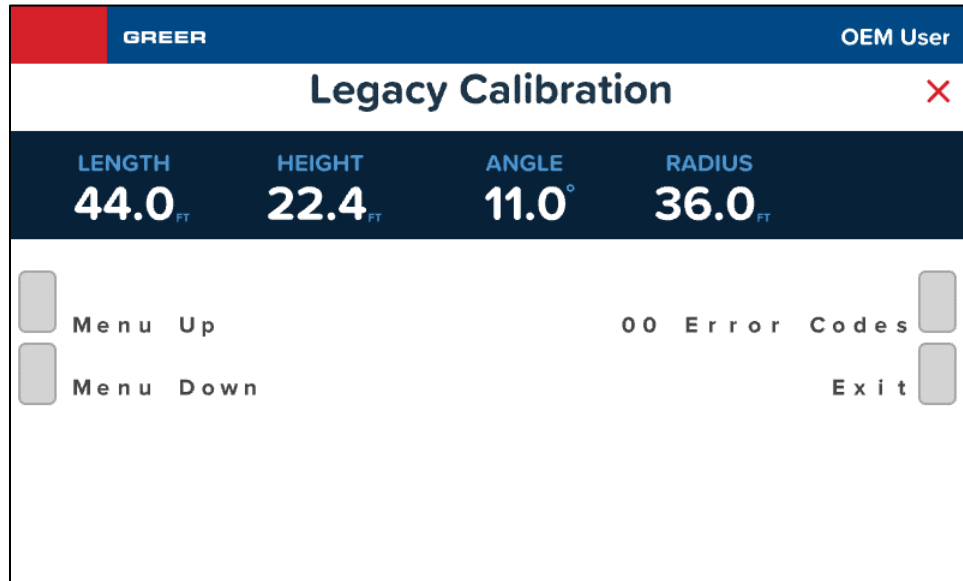 GREER OEM User
Legacy Calibration
LENGTH HEIGHT ANGLE RADIUS
44.0 FT 22.4 FT 11.0° 36.0 FT
Menu Up 00 Error Codes
Menu Down Exit